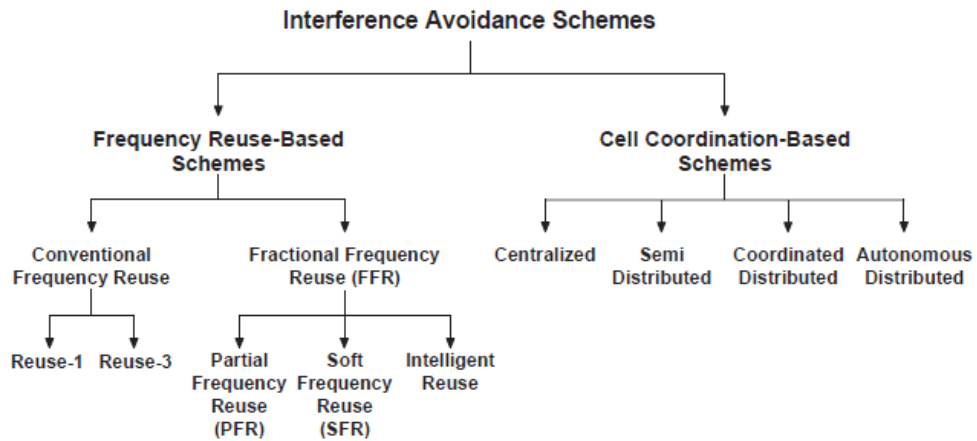 Interference Avoidance Schemes
Frequency Reuse-Based
Schemes
Cell Coordination-Based
Schemes
Conventional
Frequency Reuse
Fractional Frequency
Reuse (FFR)
Centralized
Semi
Distributed
Coordinated
Distributed
Autonomous
Distributed
Reuse-1
Reuse-3
Partial
Frequency
Reuse
(PFR)
Soft
Frequency
Reuse
(SFR)
Intelligent
Reuse